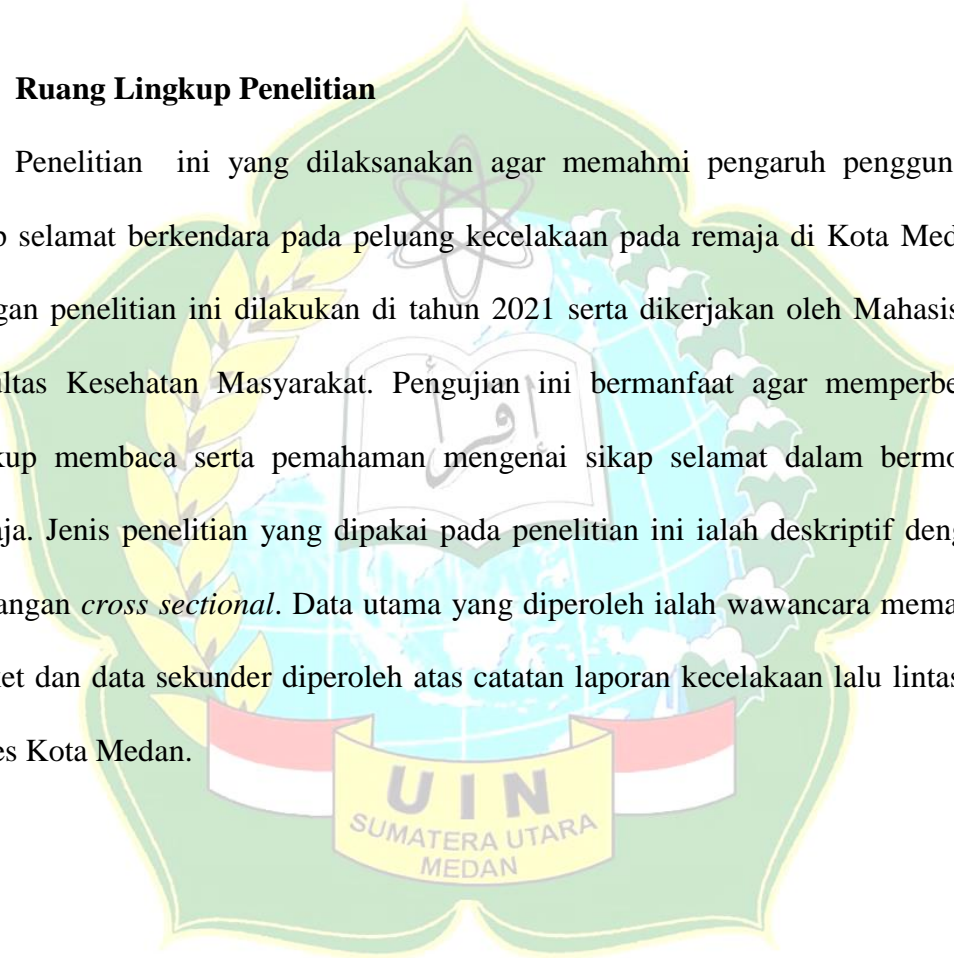 Ruang Lingkup Penelitian
Penelitian ini yang dilaksanakan agar memahmi pengaruh penggun
p selamat berkendara pada peluang kecelakaan pada remaja di Kota Med
gan penelitian ini dilakukan di tahun 2021 serta dikerjakan oleh Mahasis
ltas Kesehatan Masyarakat. Pengujian ini bermanfaat agar memperbe
kup membaca serta pemahaman mengenai sikap selamat dalam bermo
ja. Jenis penelitian yang dipakai pada penelitian ini ialah deskriptif deng
angan cross sectional. Data utama yang diperoleh ialah wawancara mema
et dan data sekunder diperoleh atas catatan laporan kecelakaan lalu lintas
es Kota Medan.
اقرأ
UIN
SUMATERA UTARA
MEDAN